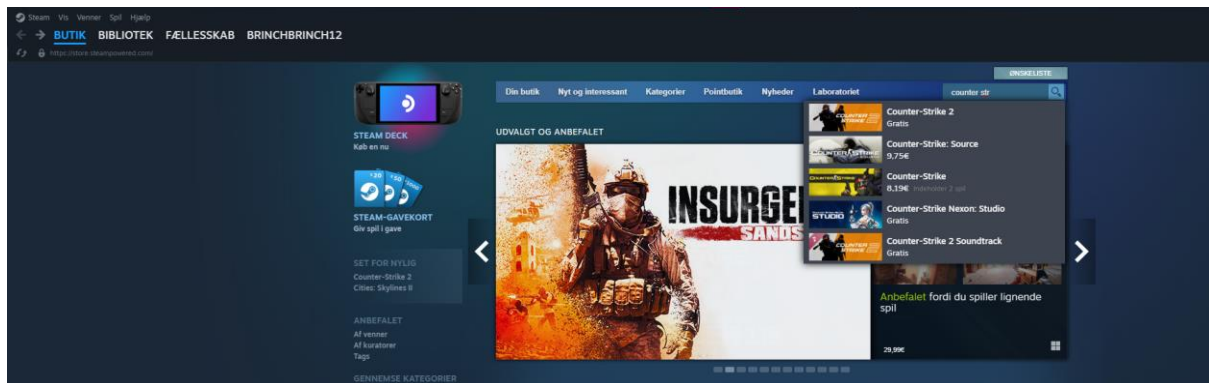 Steam Vis Venner Spil Hjælp
BUTIK BIBLIOTEK FÆLLESSKAB BRINCHBRINCH12
https://store.steampowered.com/
ØNSKELISTE
Din butik Nyt og interessant Kategorier Pointbutik Nyheder Laboratoriet counter str
STEAM DECK
Køb en nu
STEAM-GAVEKORT
Giv spil i gave
SET FOR NYLIG
Counter-Strike 2
Cities: Skylines II
ANBEFALET
Af venner
Af kuratorer
Tags
GENNEMSE KATEGORIER
UDVALGT OG ANBEFALET
INSURGE
SANDS
Counter-Strike 2
Gratis
Counter-Strike: Source
9,75€
Counter-Strike
8,19€ Indeholder 2 spil
Counter-Strike Nexon: Studio
Gratis
STUDIO
Counter-Strike 2 Soundtrack
Gratis
Anbefalet fordi du spiller lignende
spil
29,99€